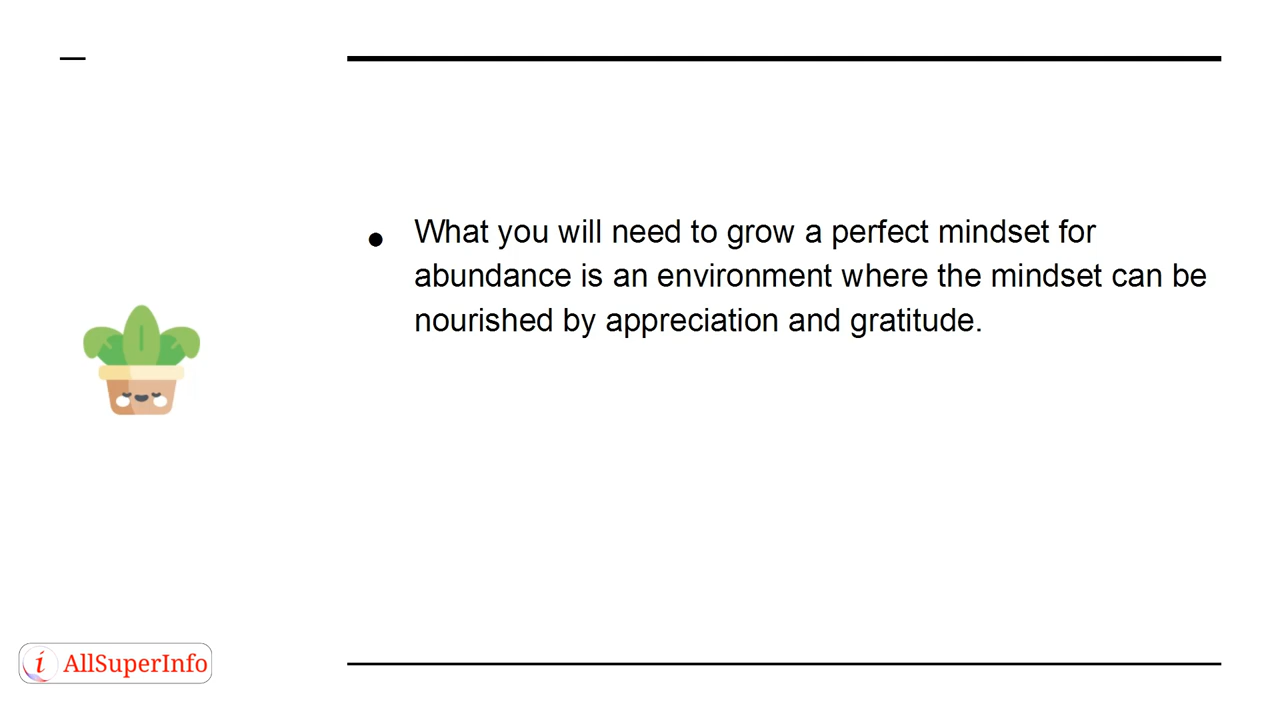 What you will need to grow a perfect mindset for
abundance is an environment where the mindset can be
nourished by appreciation and gratitude.
i AllSuperInfo